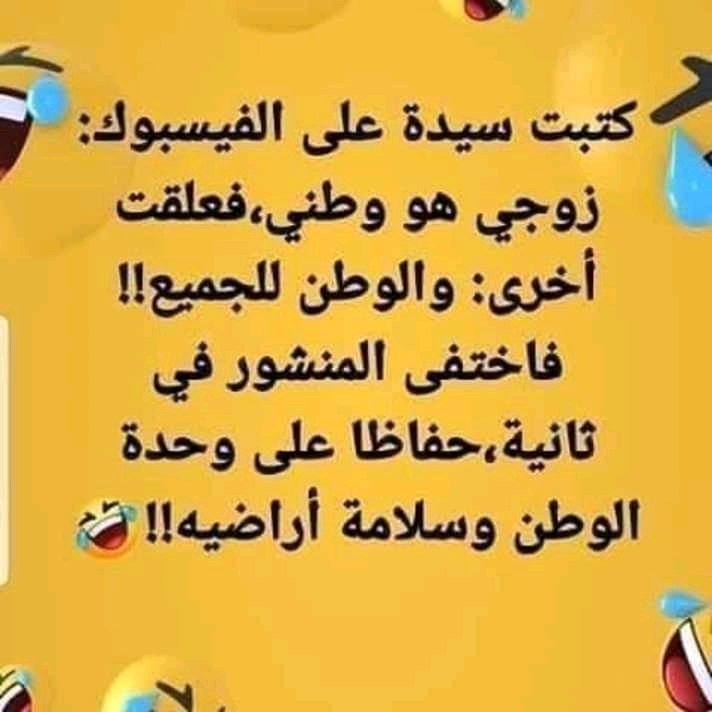 كتبت سيدة على الفيسبوك:
زوجي هو وطني،فعلقت
أخرى: والوطن للجميع!!
فاختفى المنشور في
ثانية،حفاظا على وحدة
الوطن وسلامة أراضيه!!🤣